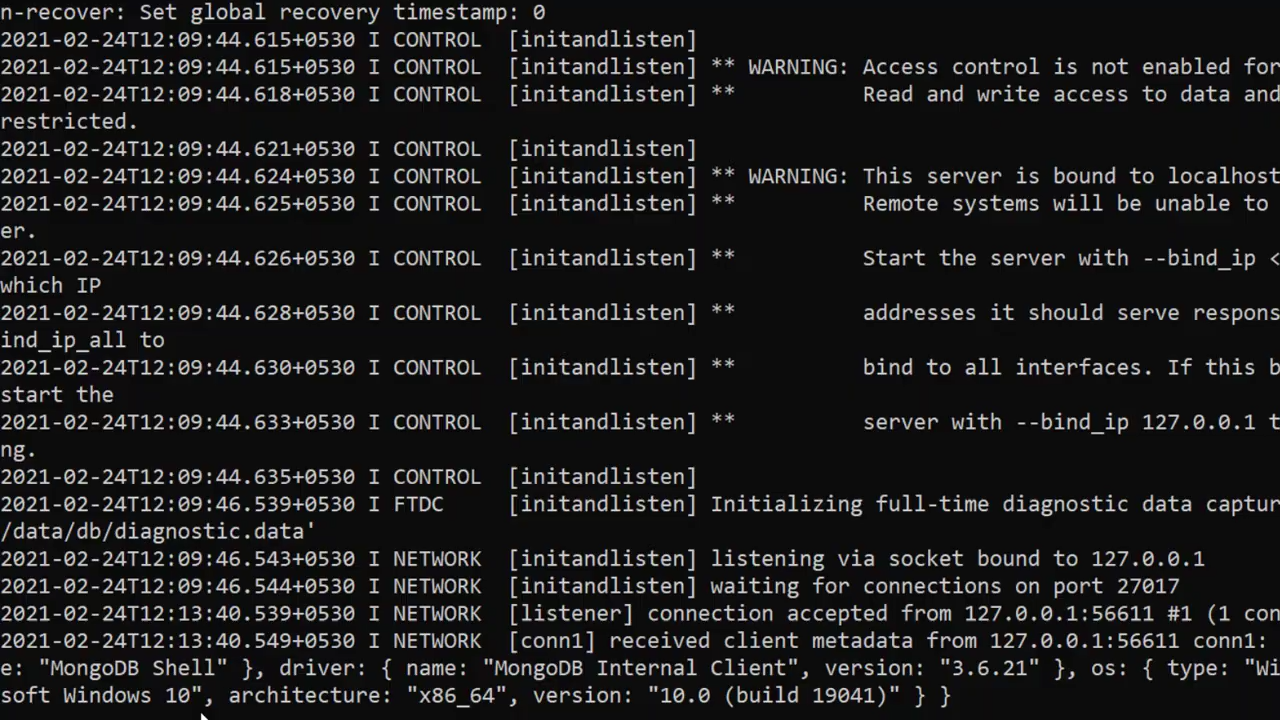 n-recover: Set global recovery timestamp: 0
2021-02-24T12:09:44.615+0530 I CONTROL  [initandlisten]
2021-02-24T12:09:44.615+0530 I CONTROL  [initandlisten] ** WARNING: Access control is not enabled for
2021-02-24T12:09:44.618+0530 I CONTROL  [initandlisten] **          Read and write access to data and
restricted.
2021-02-24T12:09:44.621+0530 I CONTROL  [initandlisten]
2021-02-24T12:09:44.624+0530 I CONTROL  [initandlisten] ** WARNING: This server is bound to localhost
2021-02-24T12:09:44.625+0530 I CONTROL  [initandlisten] **          Remote systems will be unable to
er.
2021-02-24T12:09:44.626+0530 I CONTROL  [initandlisten] **          Start the server with --bind_ip <
which IP
2021-02-24T12:09:44.628+0530 I CONTROL  [initandlisten] **          addresses it should serve respons
ind_ip_all to
2021-02-24T12:09:44.630+0530 I CONTROL  [initandlisten] **          bind to all interfaces. If this b
start the
2021-02-24T12:09:44.633+0530 I CONTROL  [initandlisten] **          server with --bind_ip 127.0.0.1 t
ng.
2021-02-24T12:09:44.635+0530 I CONTROL  [initandlisten]
2021-02-24T12:09:46.539+0530 I FTDC     [initandlisten] Initializing full-time diagnostic data captur
/data/db/diagnostic.data'
2021-02-24T12:09:46.543+0530 I NETWORK  [initandlisten] listening via socket bound to 127.0.0.1
2021-02-24T12:09:46.544+0530 I NETWORK  [initandlisten] waiting for connections on port 27017
2021-02-24T12:13:40.539+0530 I NETWORK  [listener] connection accepted from 127.0.0.1:56611 #1 (1 con
2021-02-24T12:13:40.549+0530 I NETWORK  [conn1] received client metadata from 127.0.0.1:56611 conn1:
e: "MongoDB Shell" }, driver: { name: "MongoDB Internal Client", version: "3.6.21" }, os: { type: "Wi
soft Windows 10", architecture: "x86_64", version: "10.0 (build 19041)" } }